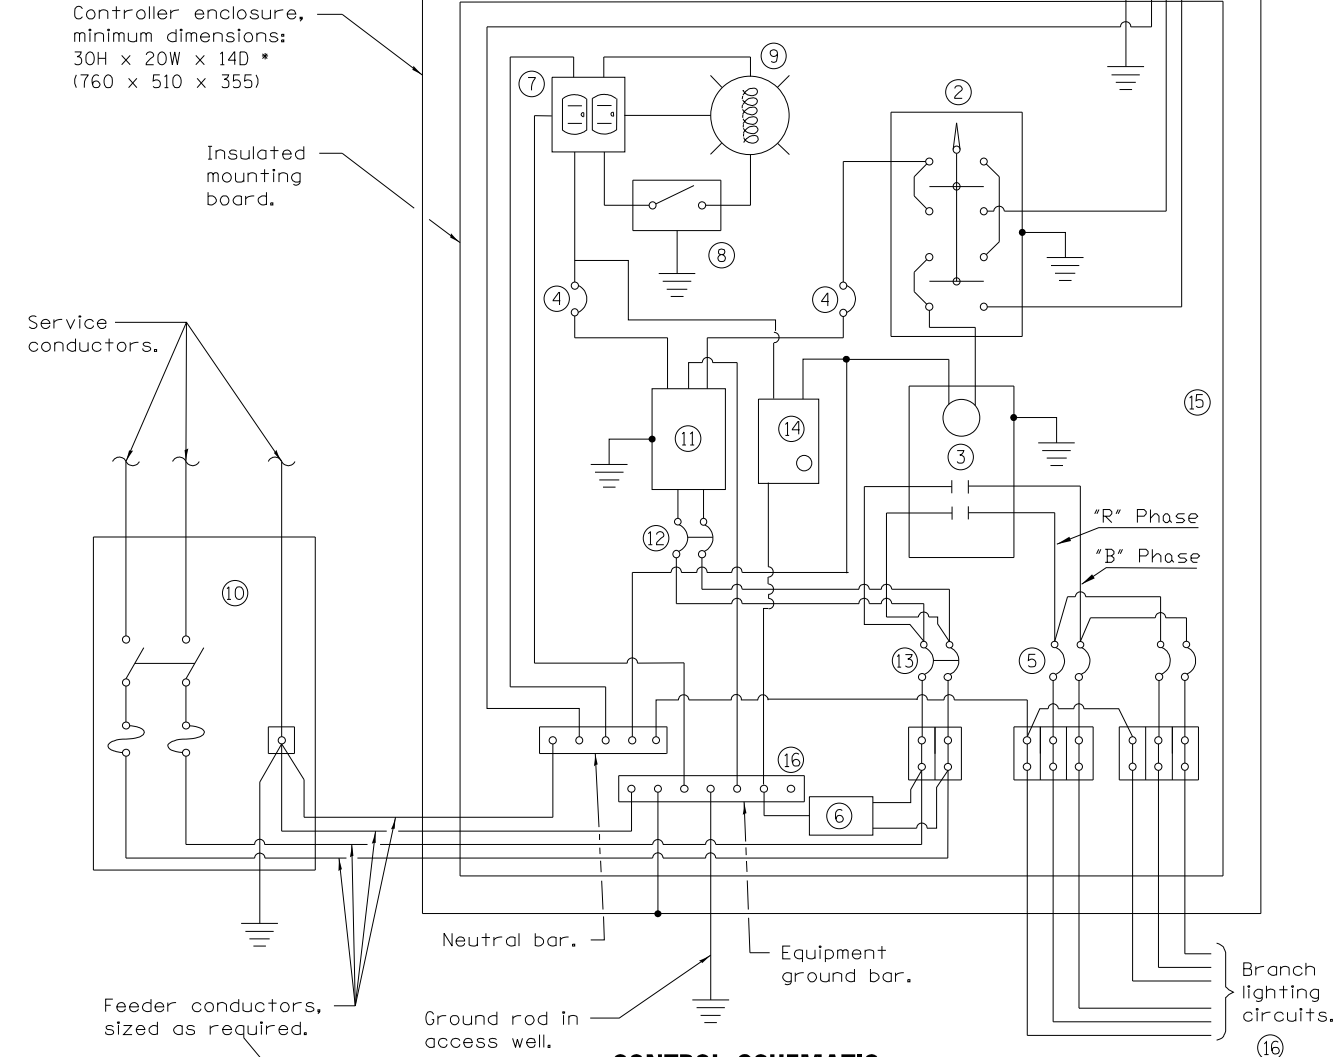 Controller enclosure,
minimum dimensions:
30H x 20W x 14D *
(760 x 510 x 355)
Insulated
mounting
board.
7
9
2
8
4
4
Service
conductors.
15
11
14
3
12
"R" Phase
"B" Phase
10
13
5
16
6
Neutral bar.
Equipment
ground bar.
Feeder conductors,
sized as required.
Ground rod in
access well.
Branch
lighting
circuits.
16
CONTROL SCHEMATIC